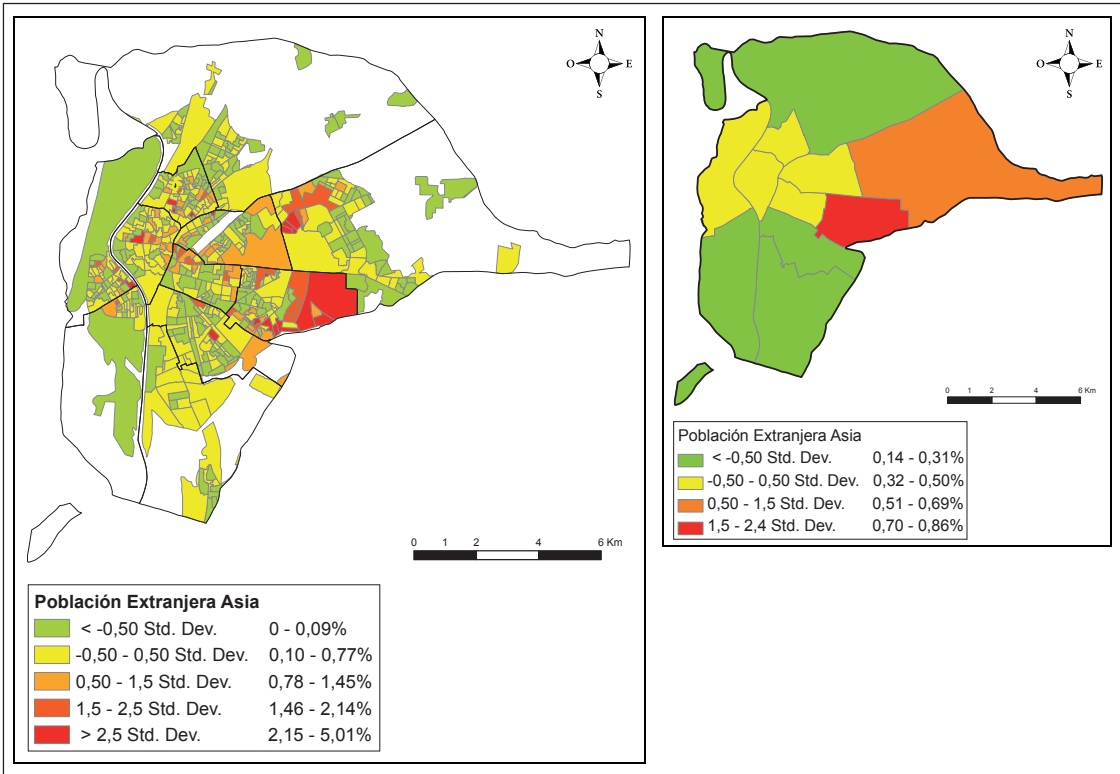 N
O E
S
0 1 2 4 6 Km
Población Extranjera Asia
< -0,50 Std. Dev. 0 - 0,09%
-0,50 - 0,50 Std. Dev. 0,10 - 0,77%
0,50 - 1,5 Std. Dev. 0,78 - 1,45%
1,5 - 2,5 Std. Dev. 1,46 - 2,14%
> 2,5 Std. Dev. 2,15 - 5,01%
N
O E
S
0 1 2 4 6 Km
Población Extranjera Asia
< -0,50 Std. Dev. 0,14 - 0,31%
-0,50 - 0,50 Std. Dev. 0,32 - 0,50%
0,50 - 1,5 Std. Dev. 0,51 - 0,69%
1,5 - 2,4 Std. Dev. 0,70 - 0,86%